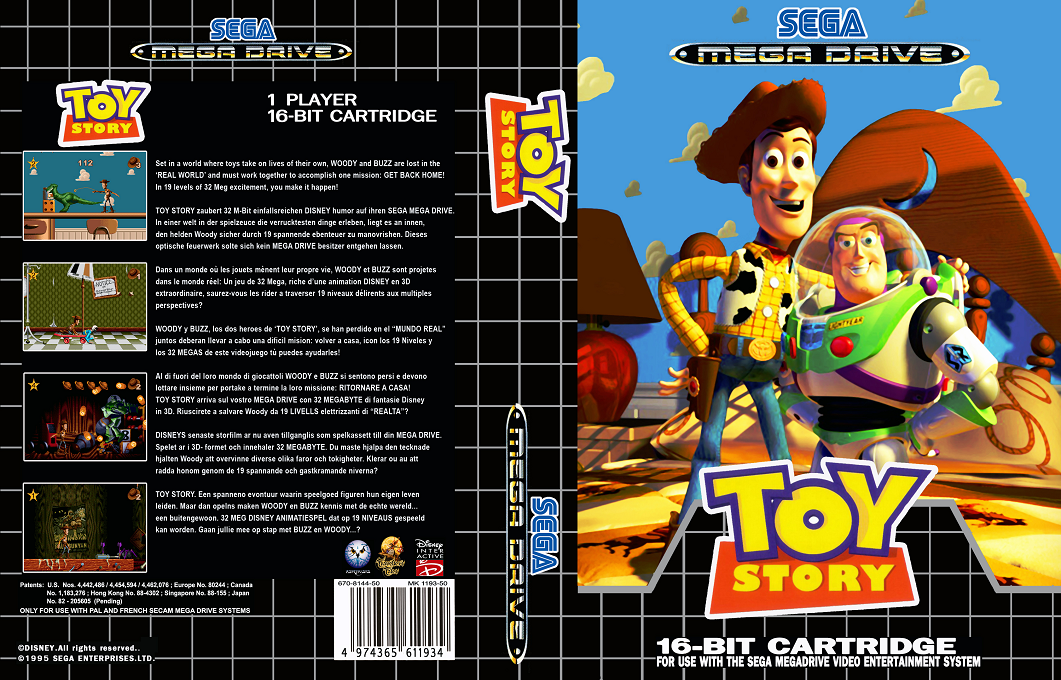 SEGA
MEGA DRIVE
TOY
STORY
1 PLAYER
16-BIT CARTRIDGE
112
3
Set in a world where toys take on lives of their own, WOODY and BUZZ are lost in the
‘REAL WORLD’ and must work together to accomplish one mission: GET BACK HOME!
In 19 levels of 32 Meg excitement, you make it happen!
TOY STORY zaubert 32 M-Bit einfallsreichen DISNEY humor auf ihren SEGA MEGA DRIVE.
In einer welt in der spielzeuce die verrucktesten dinge erleben, liegt es an innen,
den helden Woody sicher durch 19 spannende ebenteuer zu manovrishen. Dieses
optische feuerwerk solte sich kein MEGA DRIVE besitzer entgehen lassen.
Dans un monde où les jouets mènent leur propre vie, WOODY et BUZZ sont projetes
dans le monde réel: Un jeu de 32 Mega, riche d’une animation DISNEY en 3D
extraordinaire, saurez-vous les rider a traverser 19 niveaux délirents aux multiples
perspectives?
WOODY y BUZZ, los dos heroes de ‘TOY STORY’, se han perdido en el “MUNDO REAL”
juntos deberan llevar a cabo una dificil mision: volver a casa, icon los 19 Niveles y
los 32 MEGAS de este videojuego tú puedes ayudarles!
2
Al di fuori del loro mondo di giocattoli WOODY e BUZZ si sentono persi e devono
lottare insieme per portake a termine la loro missione: RITORNARE A CASA!
TOY STORY arriva sul vostro MEGA DRIVE con 32 MEGABYTE di fantasie Disney
in 3D. Riuscirete a salvare Woody da 19 LIVELLS elettrizzanti di “REALTA”?
DISNEYS senaste storfilm ar nu aven tillganglis som spelkassett till din MEGA DRIVE.
Spelet ar i 3D- formet och innehaler 32 MEGABYTE. Du maste hjalpa den tecknade
hjalten Woody att overvinne diverse olika faror och tokigheter. Klerar ou au att
radda honom genom de 19 spannande och gastkramande niverna?
2
TOY STORY. Een spanneno evontuur waarin speelgoed figuren hun eigen leven
leiden. Maar dan opelns maken WOODY en BUZZ kennis met de echte wereld...
een buitengewoon. 32 MEG DISNEY ANIMATIESPEL dat op 19 NIVEAUS gespeeld
kan worden. Gaan jullie mee op stap met BUZZ en WOODY...?
Disney
INTER
ACTIVE
Patents: U.S. Nos. 4,442,486 / 4,454,594 / 4,462,076 ; Europe No. 80244 ; Canada
No. 1,183,276 ; Hong Kong No. 88-4302 ; Singapore No. 88-155 ; Japan
No. 82 - 205605 (Pending)
ONLY FOR USE WITH PAL AND FRENCH SECAM MEGA DRIVE SYSTEMS
670-8144-50 MK 1193-50
4 974365 611934
©DISNEY.All rights reserved..
©1995 SEGA ENTERPRISES.LTD.
TOY
STORY
MEGA DRIVE
SEGA
SEGA
MEGA DRIVE
TOY
STORY
16-BIT CARTRIDGE
FOR USE WITH THE SEGA MEGADRIVE VIDEO ENTERTAINMENT SYSTEM